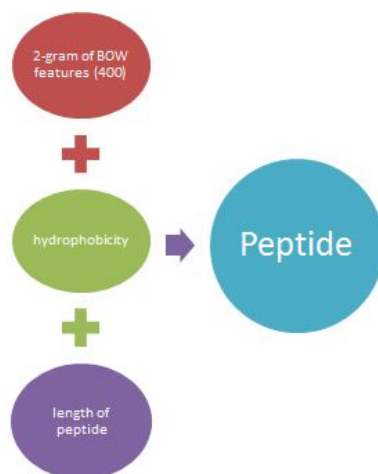 2-gram of BOW
features (400)
hydrophobicity
Peptide
length of
peptide